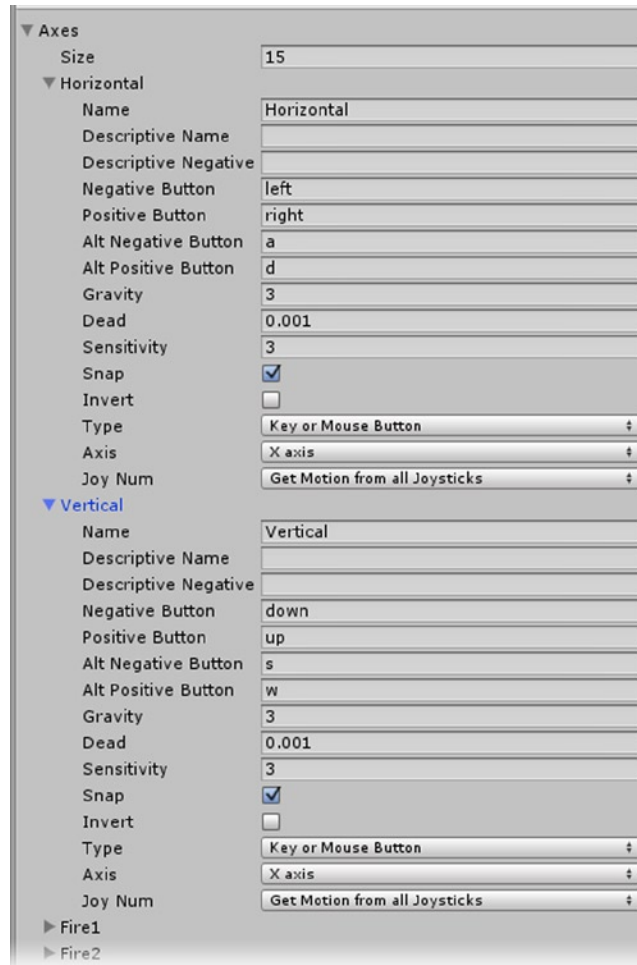 Axes
Size 15
Horizontal
Name Horizontal
Descriptive Name
Descriptive Negative
Negative Button left
Positive Button right
Alt Negative Button a
Alt Positive Button d
Gravity 3
Dead 0.001
Sensitivity 3
Snap
Invert
Type Key or Mouse Button
Axis X axis
Joy Num Get Motion from all Joysticks
Vertical
Name Vertical
Descriptive Name
Descriptive Negative
Negative Button down
Positive Button up
Alt Negative Button s
Alt Positive Button w
Gravity 3
Dead 0.001
Sensitivity 3
Snap
Invert
Type Key or Mouse Button
Axis X axis
Joy Num Get Motion from all Joysticks
Fire1
Fire2